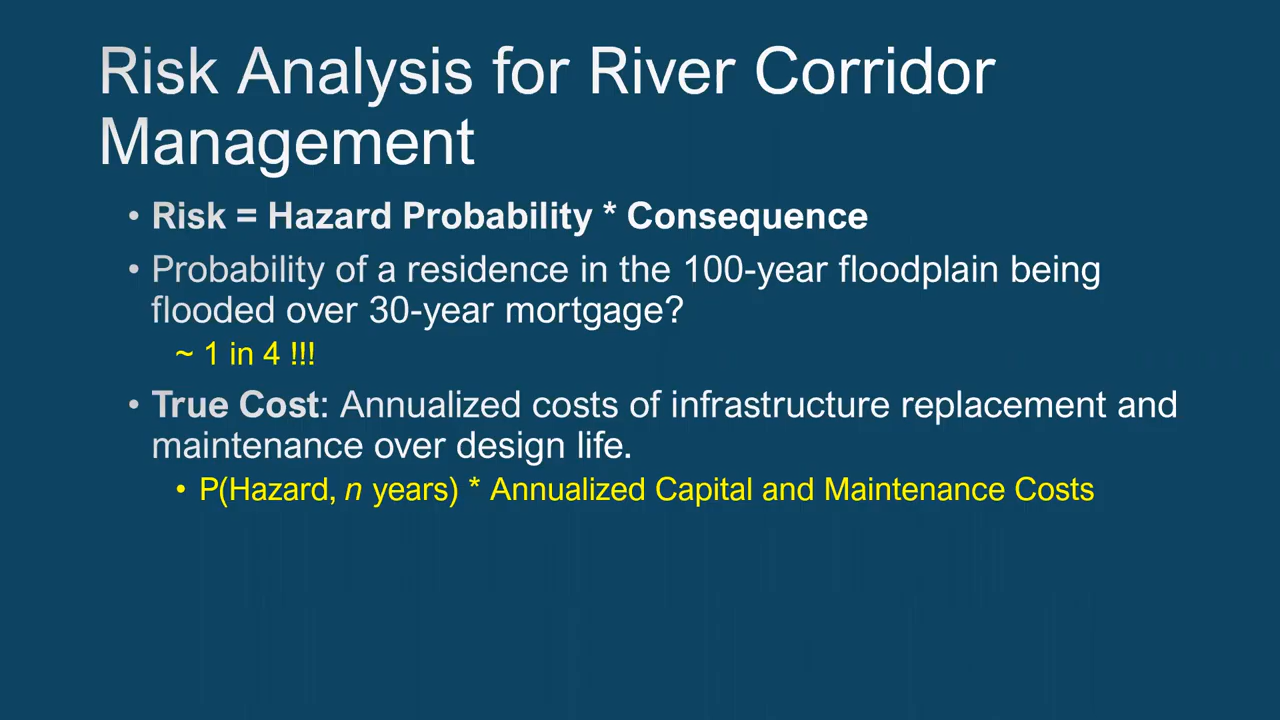 Risk Analysis for River Corridor
Management
• Risk = Hazard Probability * Consequence
• Probability of a residence in the 100-year floodplain being
flooded over 30-year mortgage?
~ 1 in 4 !!!
• True Cost: Annualized costs of infrastructure replacement and
maintenance over design life.
• P(Hazard, n years) * Annualized Capital and Maintenance Costs